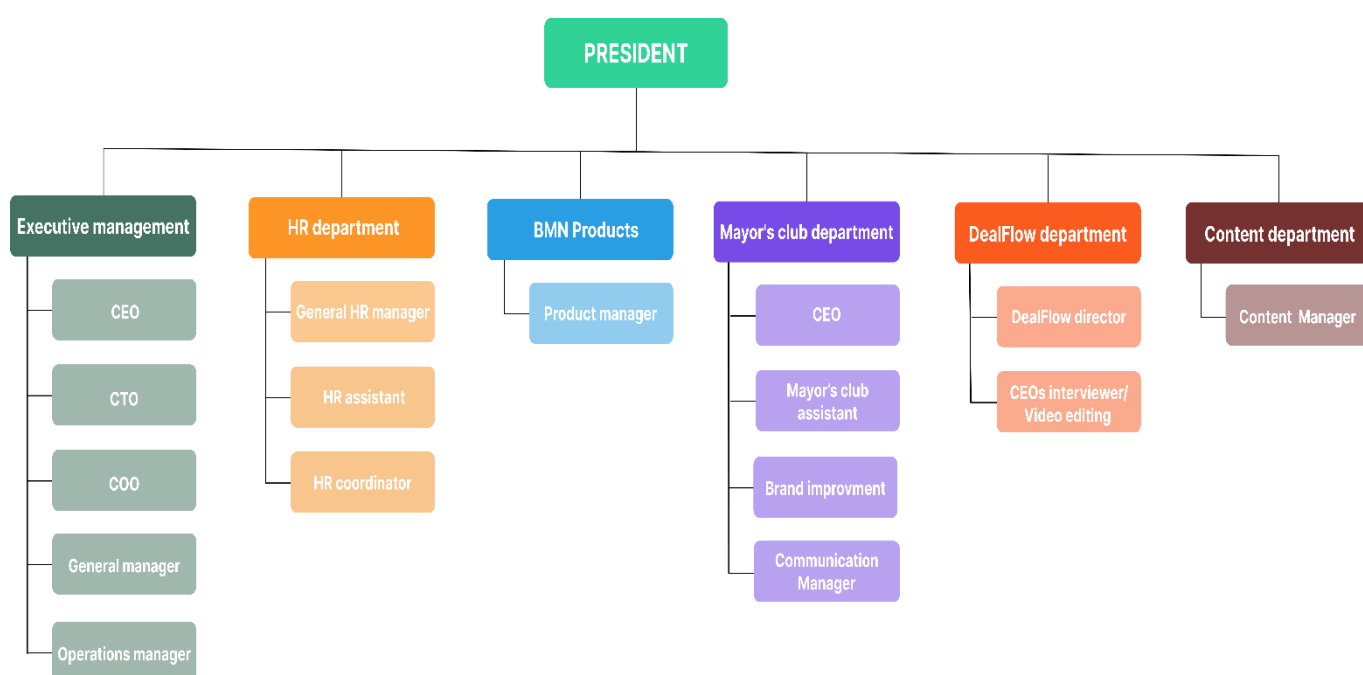 PRESIDENT
Executive management
CEO
CTO
COO
General manager
Operations manager
HR department
General HR manager
HR assistant
HR coordinator
BMN Products
Product manager
Mayor's club department
CEO
Mayor's club
assistant
Brand improvment
Communication
Manager
DealFlow department
DealFlow director
CEOs interviewer/
Video editing
Content department
Content Manager